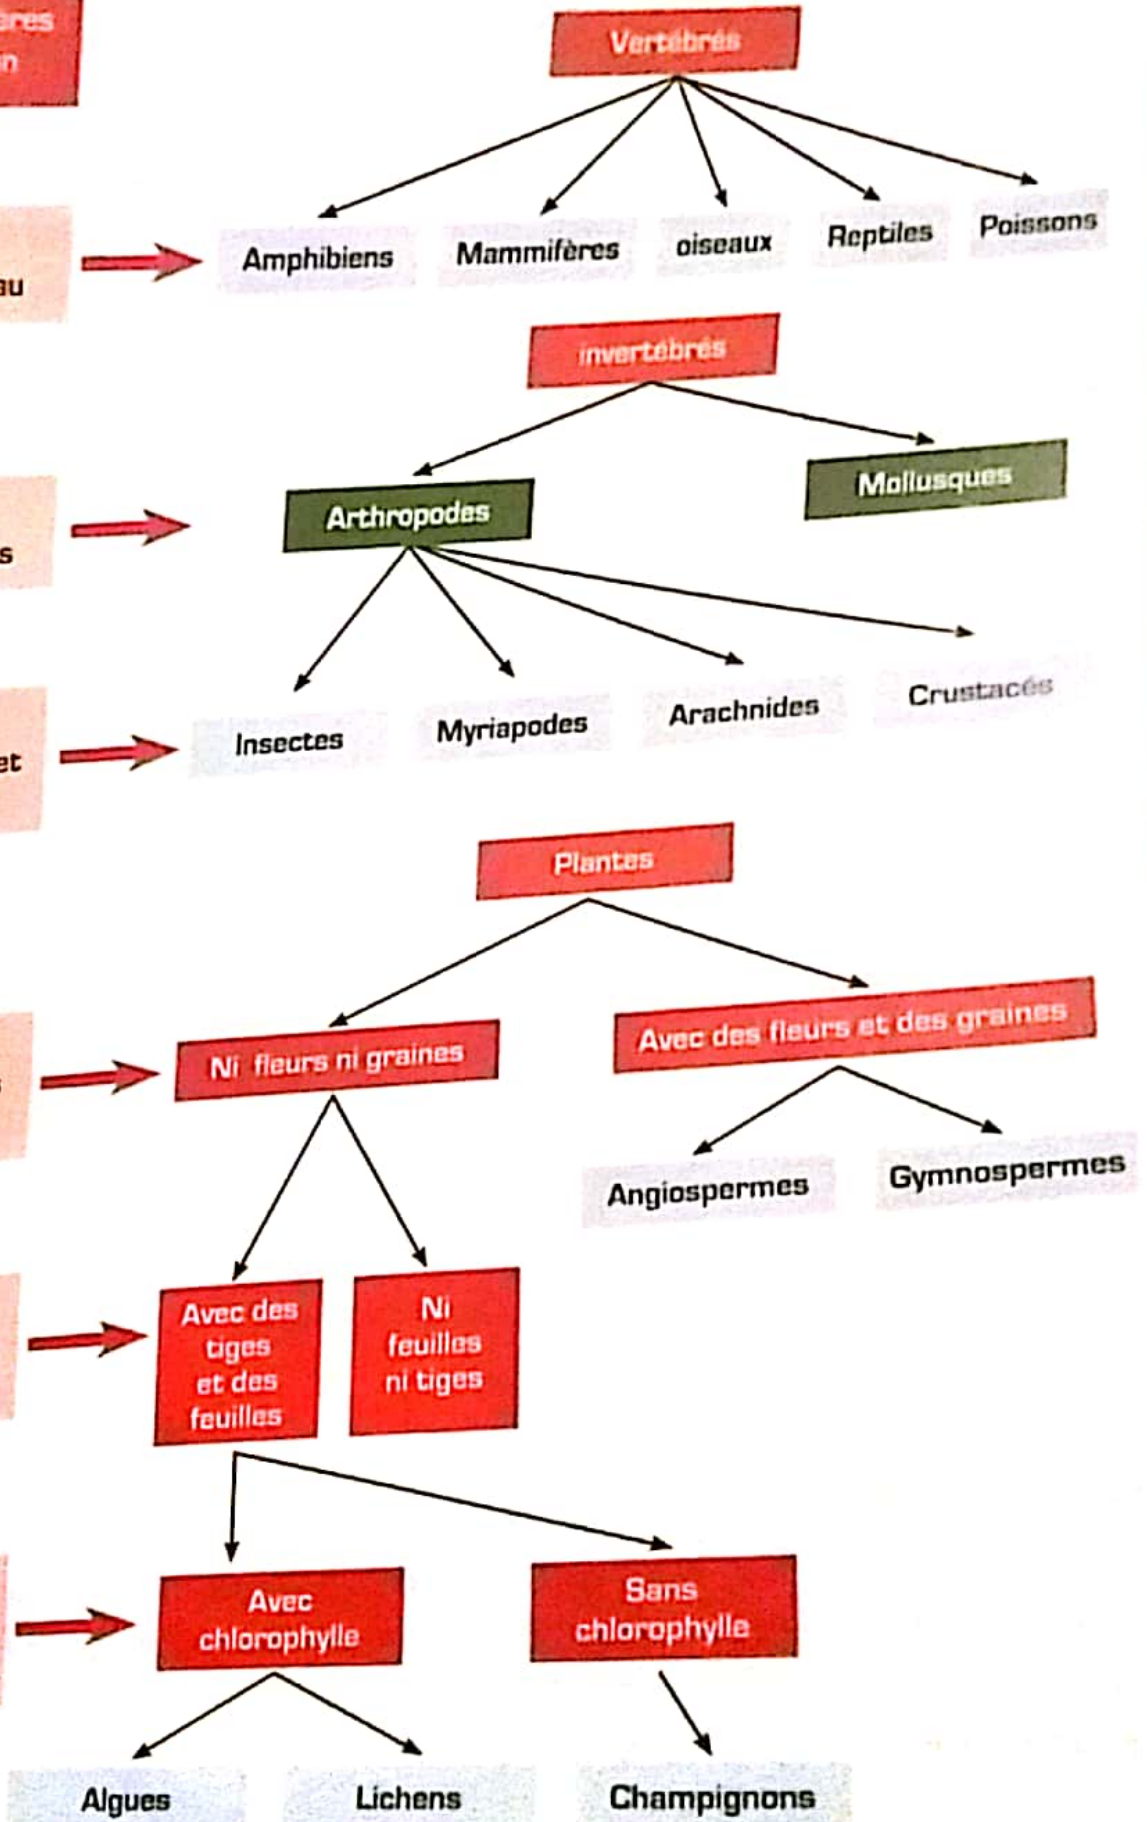 Vertébrés
Amphibiens
Mammifères
oiseaux
Reptiles
Poissons
invertébrés
Arthropodes
Mollusques
Insectes
Myriapodes
Arachnides
Crustacés
Plantes
Ni fleurs ni graines
Avec des fleurs et des graines
Angiospermes
Gymnospermes
Avec des
tiges
et des
feuilles
Ni
feuilles
ni tiges
Avec
chlorophylle
Sans
chlorophylle
Algues
Lichens
Champignons